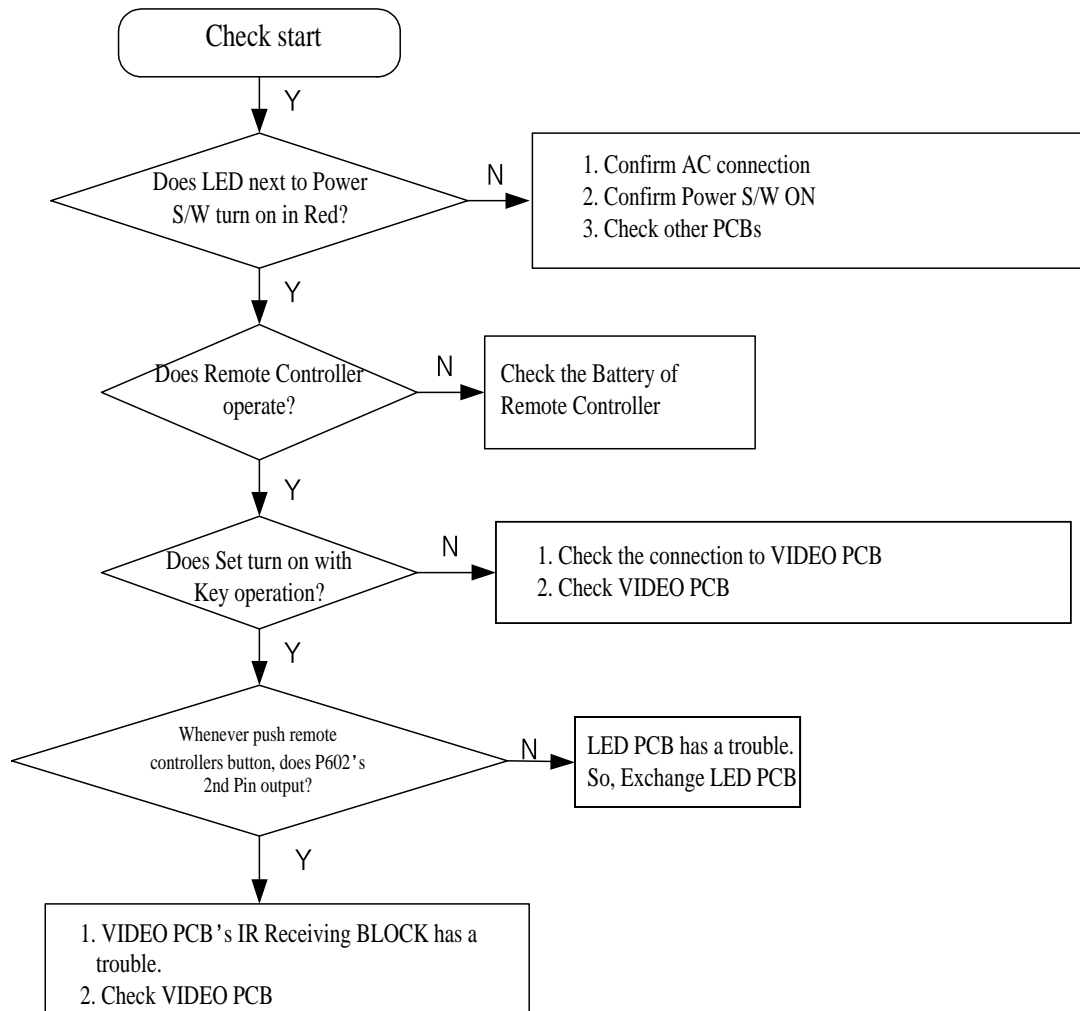 Check start
Y
Does LED next to Power
S/W turn on in Red?
N
1. Confirm AC connection
2. Confirm Power S/W ON
3. Check other PCBs
Y
Does Remote Controller
operate?
N
Check the Battery of
Remote Controller
Y
Does Set turn on with
Key operation?
N
1. Check the connection to VIDEO PCB
2. Check VIDEO PCB
Y
Whenever push remote
controllers button, does P602’s
2nd Pin output?
N
LED PCB has a trouble.
So, Exchange LED PCB
Y
1. VIDEO PCB’s IR Receiving BLOCK has a
trouble.
2. Check VIDEO PCB